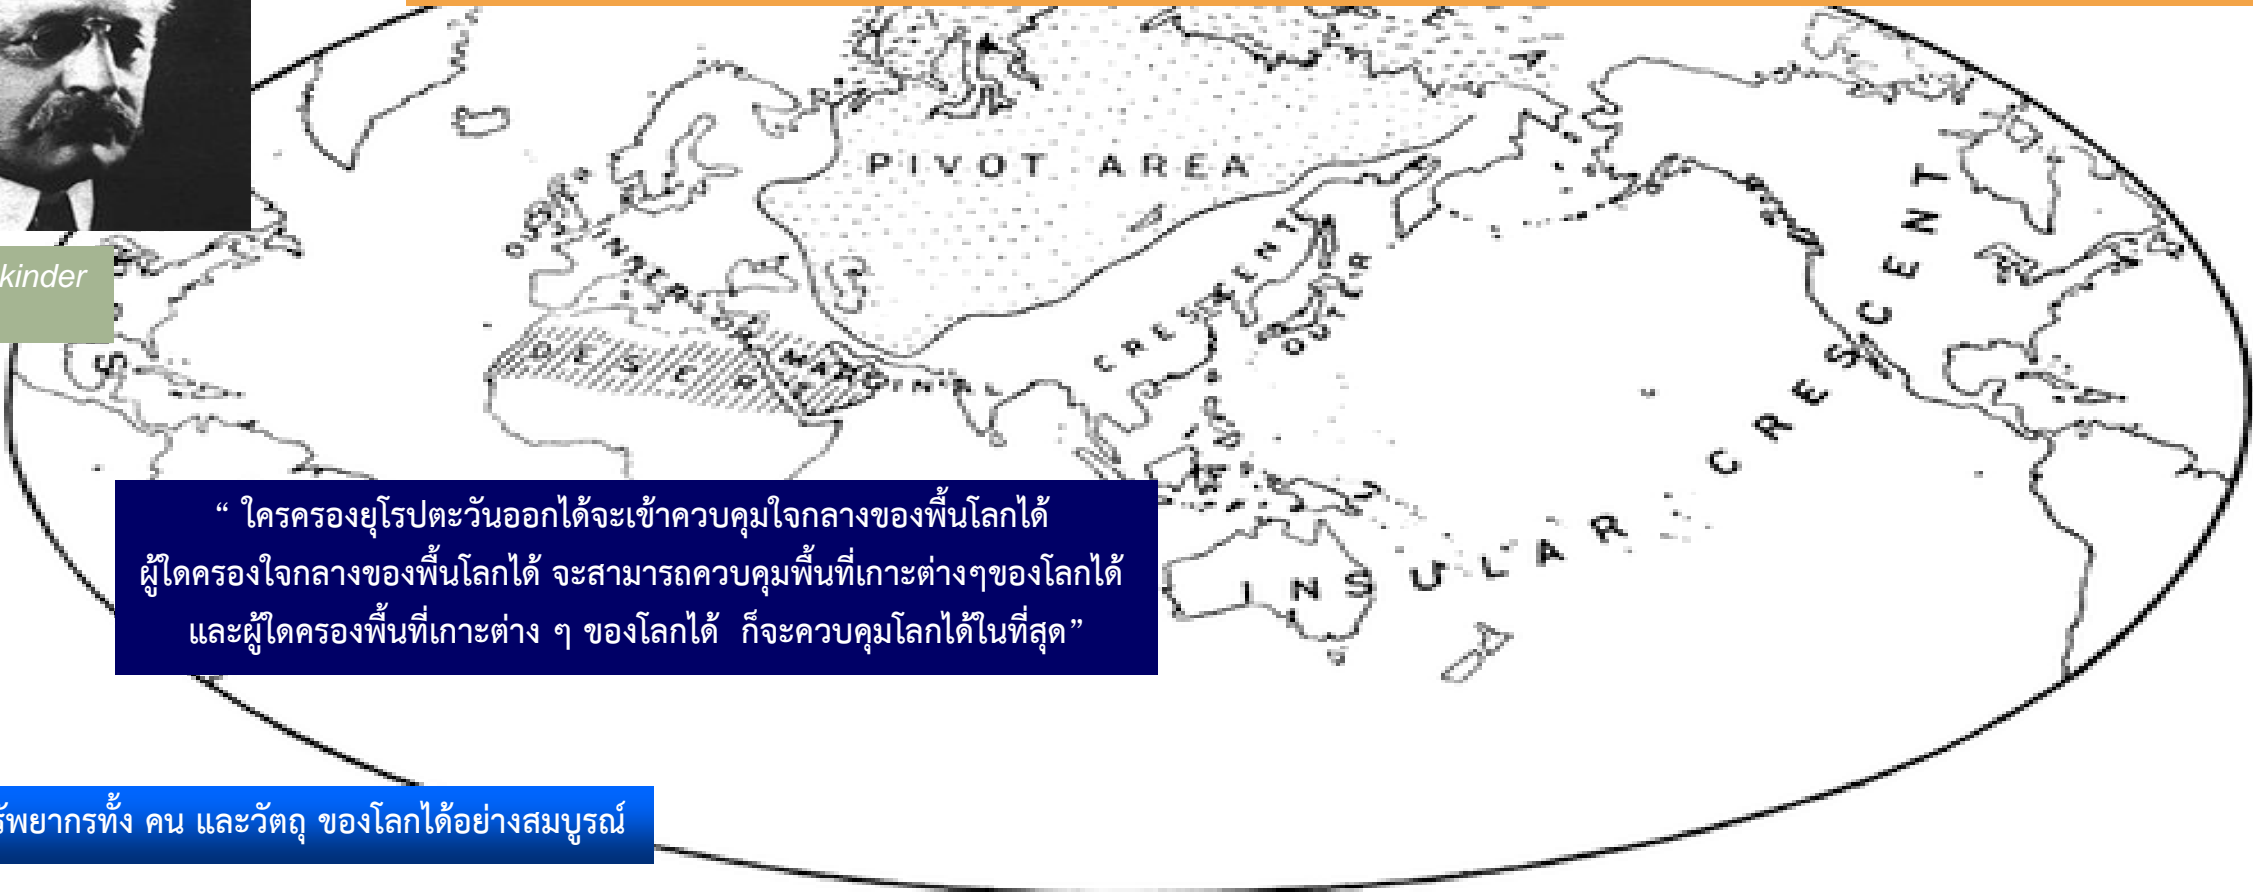 kinder
PIVOT AREA
INNER OR MARGINAL CRESCENT
DESERT
OUTER
INSULAR CRESCENT
“ ใครครองยุโรปตะวันออกได้จะเข้าควบคุมใจกลางของพื้นโลกได้
ผู้ใดครองใจกลางของพื้นโลกได้ จะสามารถควบคุมพื้นที่เกาะต่างๆของโลกได้
และผู้ใดครองพื้นที่เกาะต่าง ๆ ของโลกได้ ก็จะควบคุมโลกได้ในที่สุด”
รัพยากรทั้ง คน และวัตถุ ของโลกได้อย่างสมบูรณ์